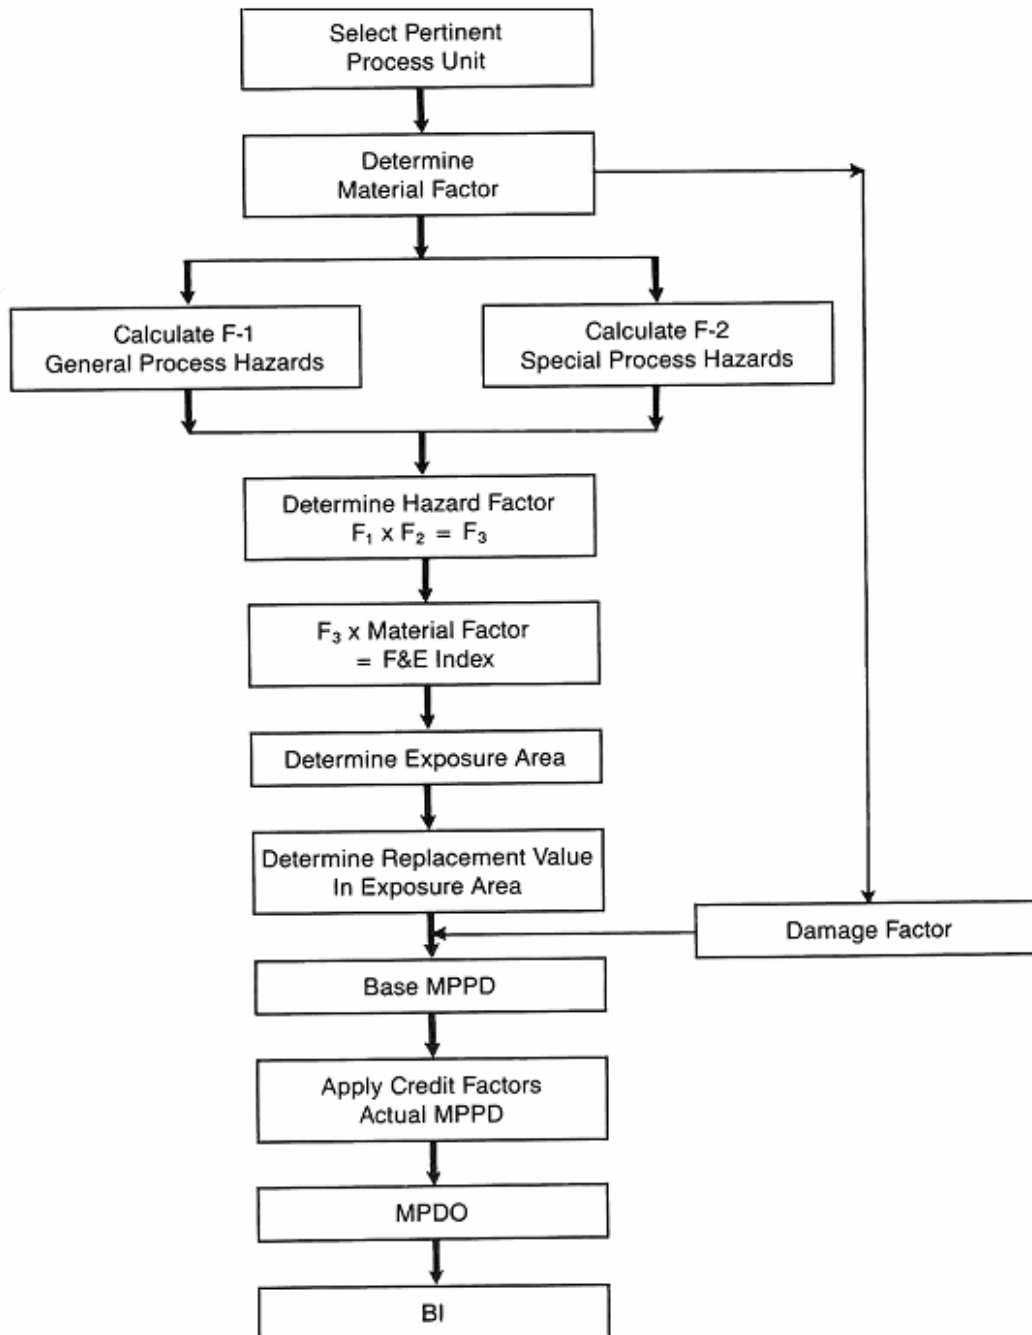 Select Pertinent
Process Unit
Determine
Material Factor
Calculate F-1
General Process Hazards
Calculate F-2
Special Process Hazards
Determine Hazard Factor
F₁ x F₂ = F₃
F₃ x Material Factor
= F&E Index
Determine Exposure Area
Determine Replacement Value
In Exposure Area
Damage Factor
Base MPPD
Apply Credit Factors
Actual MPPD
MPDO
BI